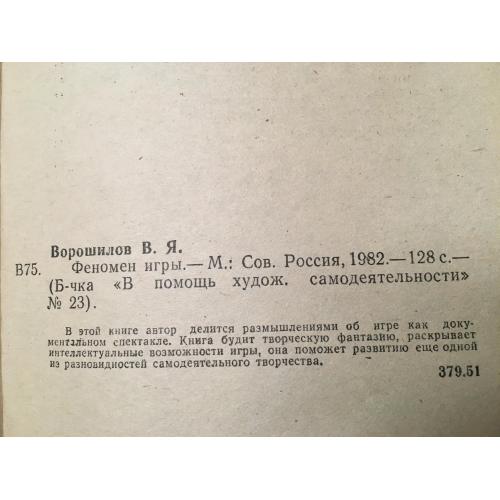 Ворошилов В. Я.
В75. Феномен игры.— М.: Сов. Россия, 1982.—128 с.—
(Б-чка «В помощь худож. самодеятельности»
№ 23).
В этой книге автор делится размышлениями об игре как доку-
ментальном спектакле. Книга будит творческую фантазию, раскрывает
интеллектуальные возможности игры, она поможет развитию еще одной
из разновидностей самодеятельного творчества.
379.51